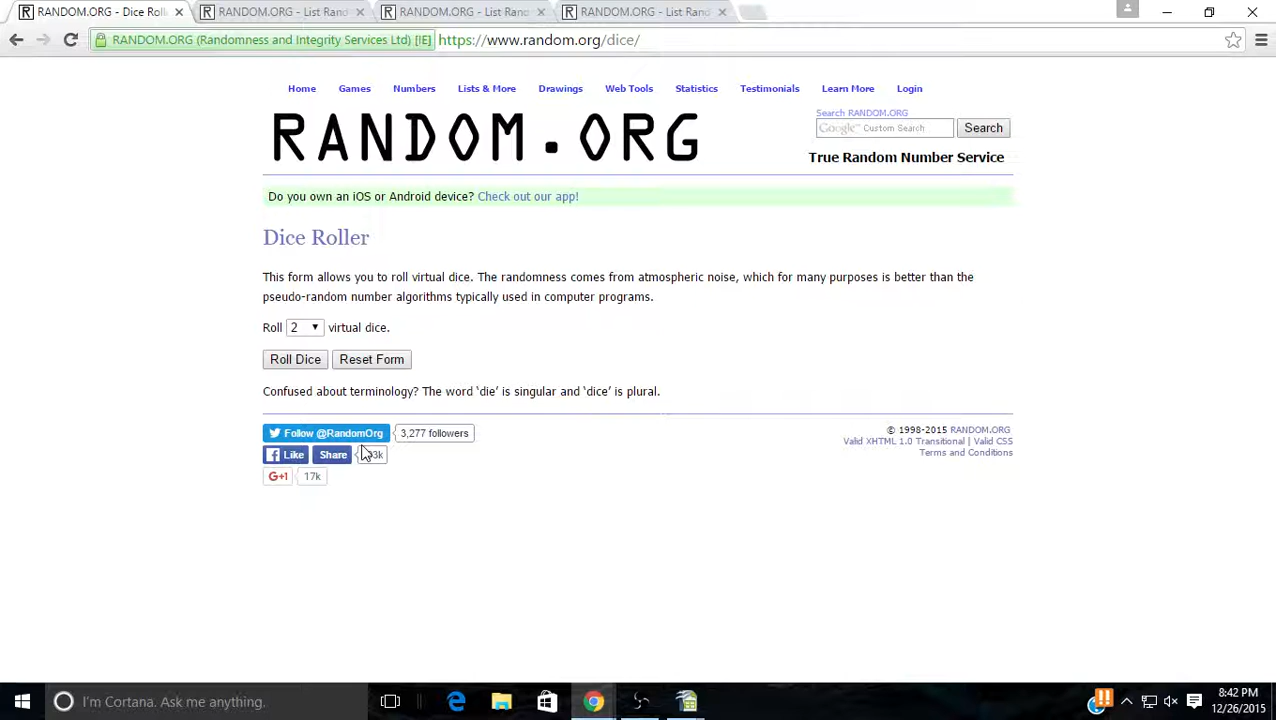 RANDOM.ORG - Dice Roll
RANDOM.ORG - List Rand
RANDOM.ORG - List Rand
RANDOM.ORG - List Rand
RANDOM.ORG (Randomness and Integrity Services Ltd) [IE]
https://www.random.org/dice/
Home Games Numbers Lists & More Drawings Web Tools Statistics Testimonials Learn More Login
RANDOM.ORG
Search RANDOM.ORG
Google Custom Search
Search
True Random Number Service
Do you own an iOS or Android device? Check out our app!
Dice Roller
This form allows you to roll virtual dice. The randomness comes from atmospheric noise, which for many purposes is better than the
pseudo-random number algorithms typically used in computer programs.
Roll 2 virtual dice.
Roll Dice Reset Form
Confused about terminology? The word ‘die’ is singular and ‘dice’ is plural.
Follow @RandomOrg 3,277 followers
Like Share
G+1 17k
© 1998-2015 RANDOM.ORG
Valid XHTML 1.0 Transitional | Valid CSS
Terms and Conditions
I'm Cortana. Ask me anything.
8:42 PM
12/26/2015